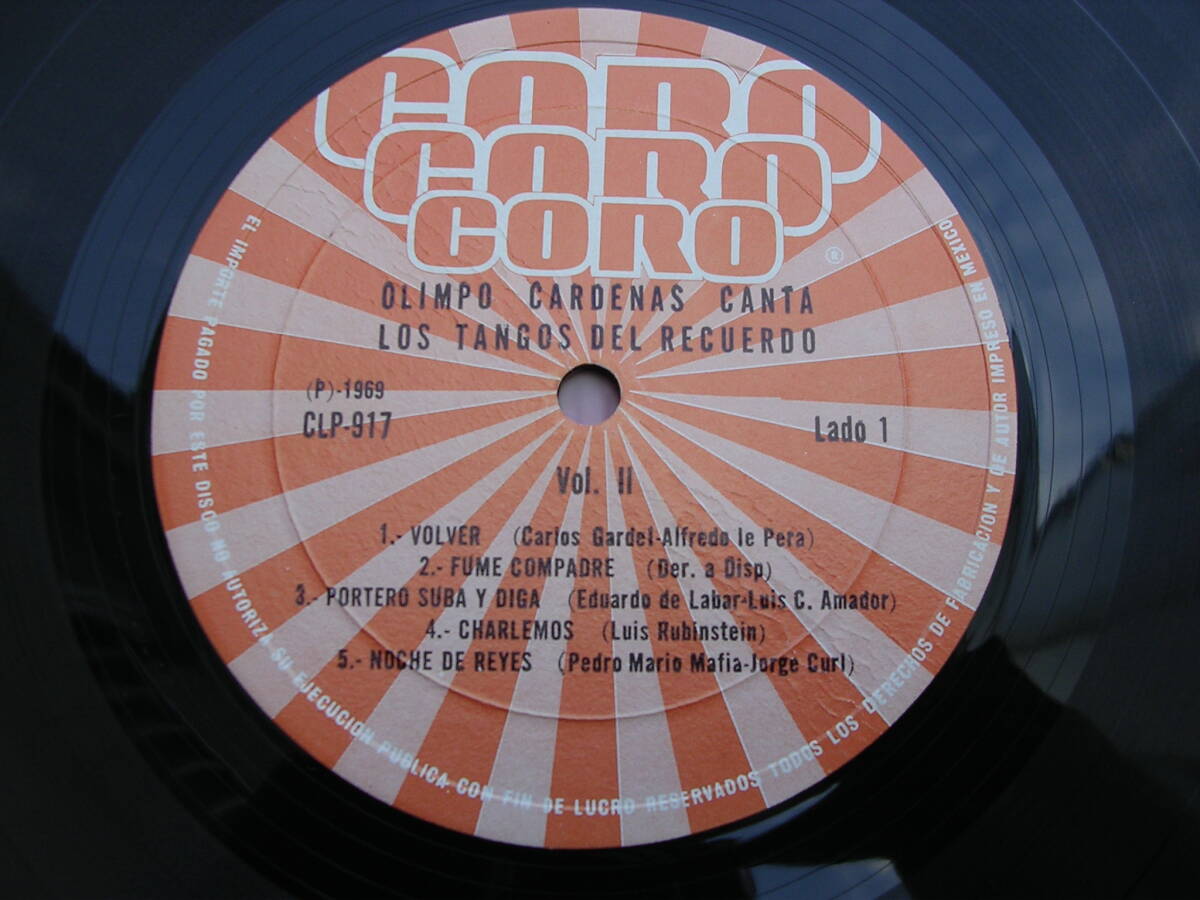 CORO
CORO
CORO
®
OLIMPO CARDENAS CANTA
LOS TANGOS DEL RECUERDO
(P)-1969
CLP-917
Lado 1
Vol. II
1.- VOLVER (Carlos Gardel-Alfredo le Pera)
2.- FUME COMPADRE (Der. a Disp)
3.- PORTERO SUBA Y DIGA (Eduardo de Labar-Luis C. Amador)
4.- CHARLEMOS (Luis Rubinstein)
5.- NOCHE DE REYES (Pedro Mario Mafia-Jorge Curl)
EL IMPORTE PAGADO POR ESTE DISCO NO AUTORIZA SU EJECUCION PUBLICA CON FIN DE LUCRO RESERVADOS TODOS LOS DERECHOS DE FABRICACION Y DE AUTOR IMPRESO EN MEXICO